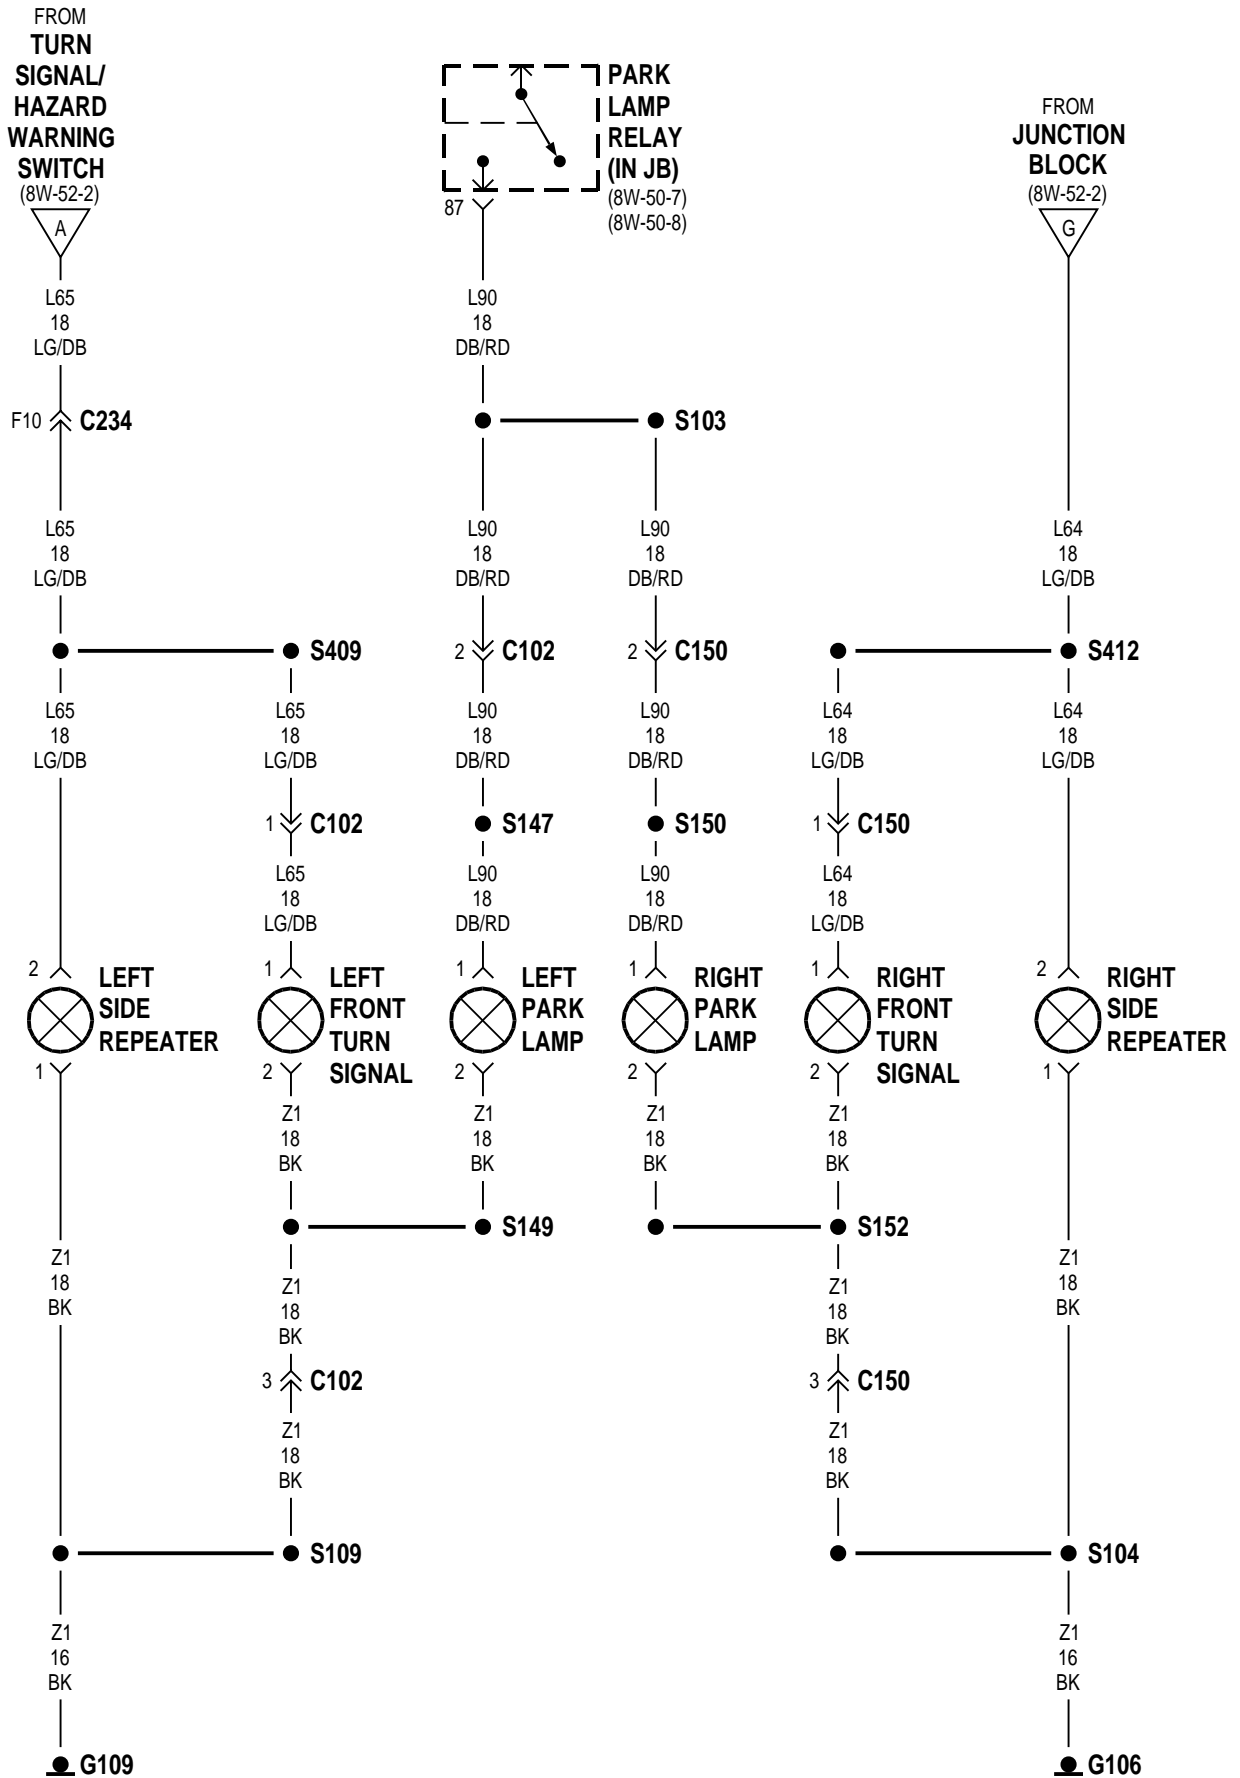 FROM
TURN
SIGNAL/
HAZARD
WARNING
SWITCH
(8W-52-2)
A
PARK
LAMP
RELAY
(IN JB)
(8W-50-7)
(8W-50-8)
87
FROM
JUNCTION
BLOCK
(8W-52-2)
G
L65
18
LG/DB
L90
18
DB/RD
F10
C234
S103
L65
18
LG/DB
L90
18
DB/RD
L90
18
DB/RD
L64
18
LG/DB
S409
2
C102
2
C150
S412
L65
18
LG/DB
L65
18
LG/DB
L90
18
DB/RD
L90
18
DB/RD
L64
18
LG/DB
L64
18
LG/DB
1
C102
S147
S150
1
C150
L65
18
LG/DB
L90
18
DB/RD
L90
18
DB/RD
L64
18
LG/DB
2
LEFT
SIDE
REPEATER
1
1
LEFT
FRONT
TURN
SIGNAL
2
1
LEFT
PARK
LAMP
2
1
RIGHT
PARK
LAMP
2
1
RIGHT
FRONT
TURN
SIGNAL
2
2
RIGHT
SIDE
REPEATER
1
Z1
18
BK
Z1
18
BK
Z1
18
BK
Z1
18
BK
S149
S152
Z1
18
BK
Z1
18
BK
Z1
18
BK
Z1
18
BK
3
C102
3
C150
Z1
18
BK
Z1
18
BK
S109
S104
Z1
16
BK
Z1
16
BK
G109
G106